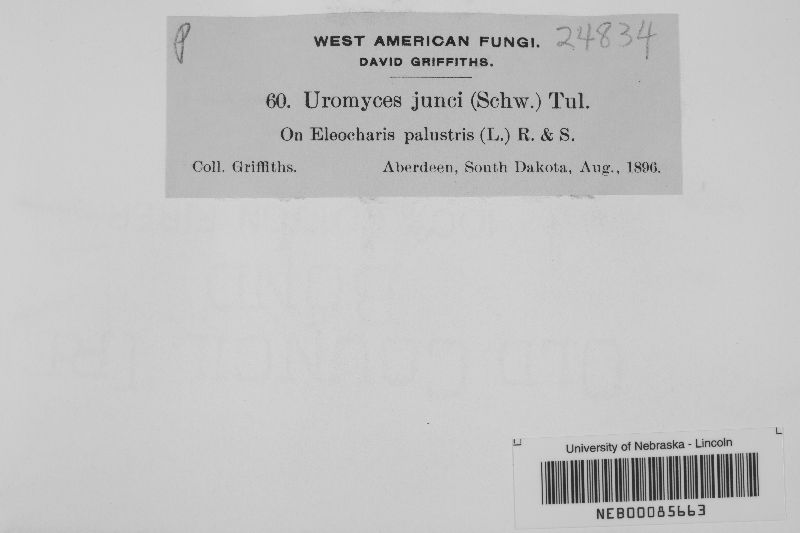 P
WEST AMERICAN FUNGI. 24834
DAVID GRIFFITHS.
60. Uromyces junci (Schw.) Tul.
On Eleocharis palustris (L.) R. & S.
Coll. Griffiths. Aberdeen, South Dakota, Aug., 1896.
University of Nebraska - Lincoln
NEB00085663